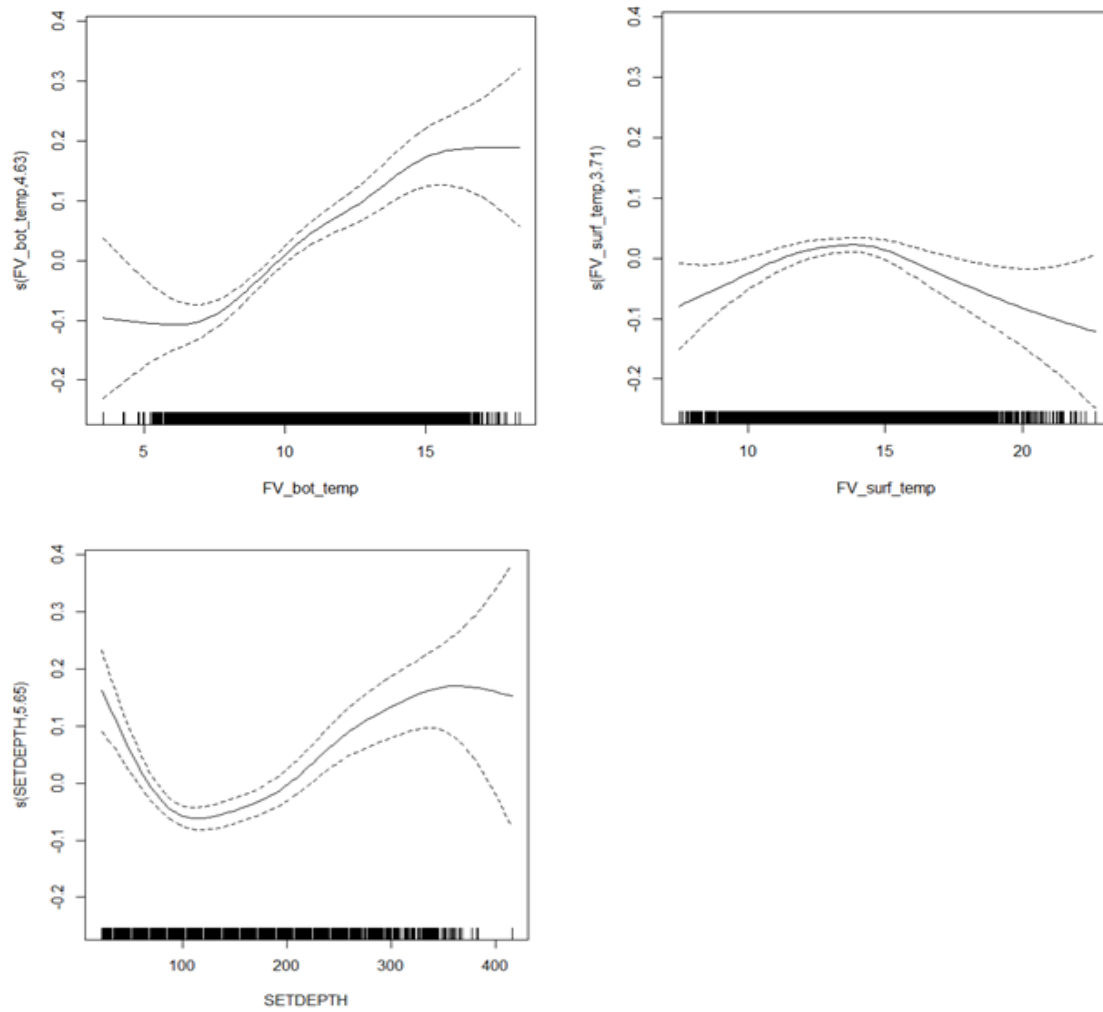 0.4
0.3
0.2
0.1
0.0
-0.1
-0.2
s(FV_bot_temp,4.63)
5 10 15
FV_bot_temp
0.4
0.3
0.2
0.1
0.0
-0.1
-0.2
s(FV_surf_temp,3.71)
10 15 20
FV_surf_temp
0.4
0.3
0.2
0.1
0.0
-0.1
-0.2
s(SETDEPTH,5.65)
100 200 300 400
SETDEPTH